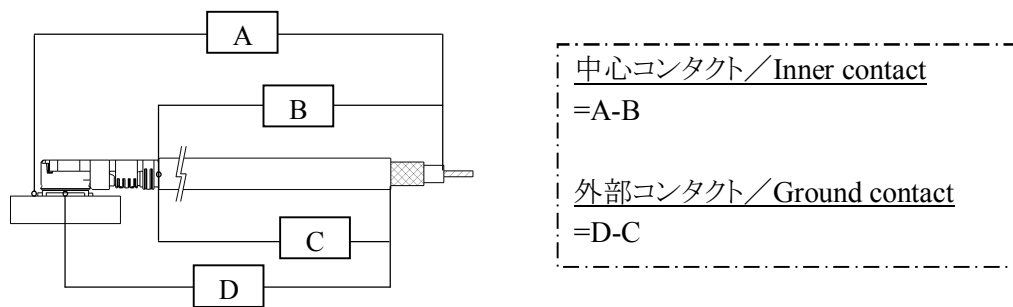 A
B
C
D
中心コンタクト／Inner contact
=A-B
外部コンタクト／Ground contact
=D-C